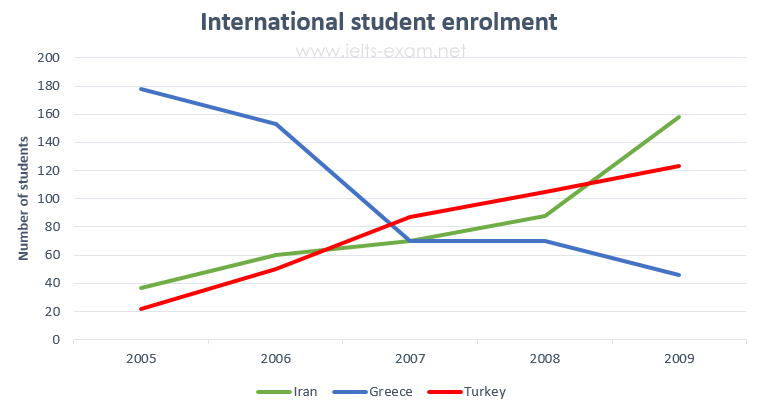 International student enrolment
www.ielts-exam.net
200
180
160
140
120
100
80
60
40
20
0
Number of students
2005 2006 2007 2008 2009
Iran Greece Turkey